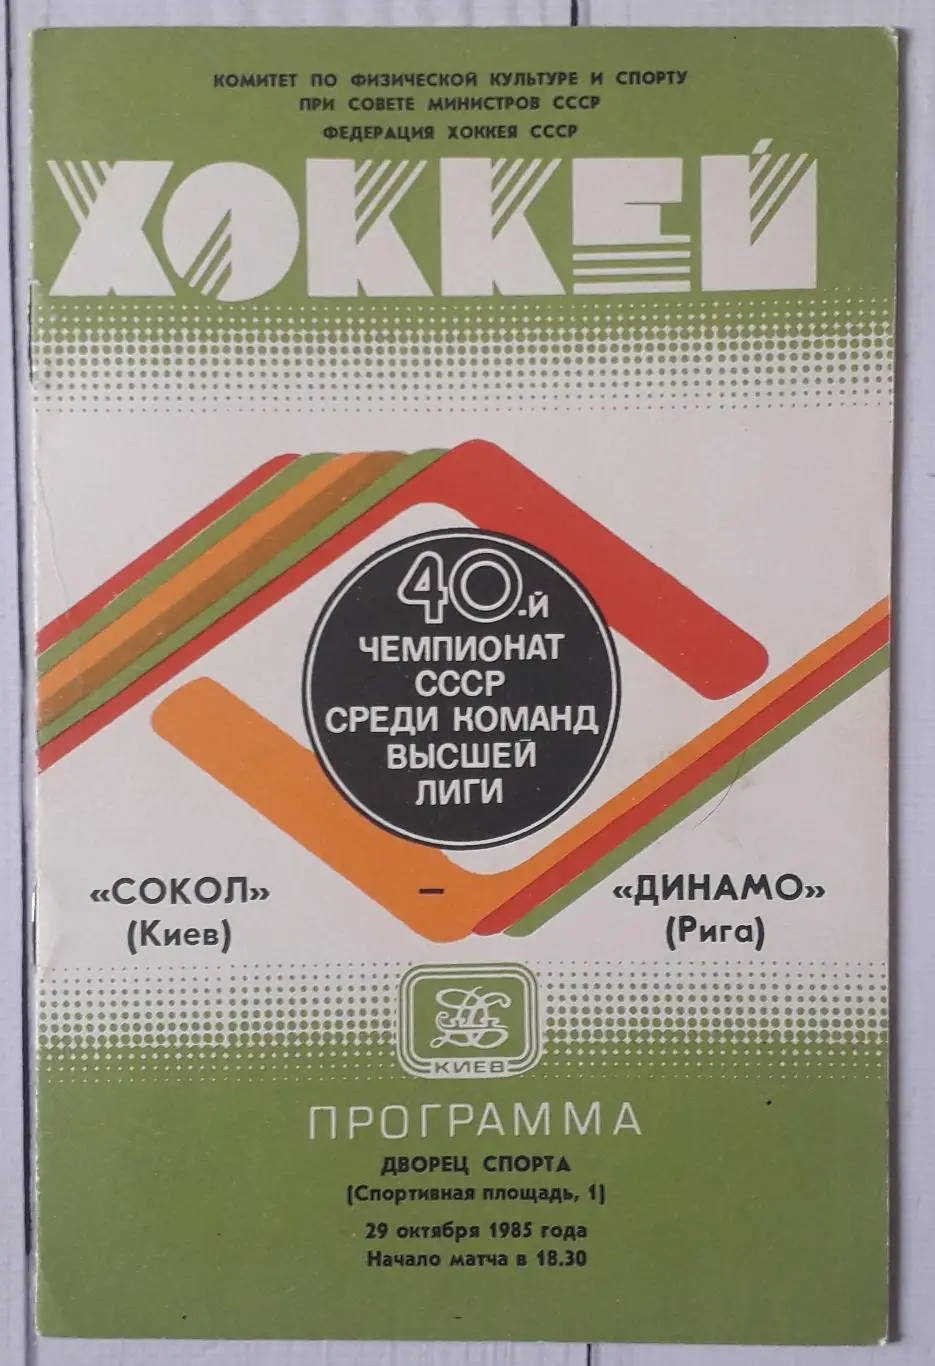 КОМИТЕТ ПО ФИЗИЧЕСКОЙ КУЛЬТУРЕ И СПОРТУ
ПРИ СОВЕТЕ МИНИСТРОВ СССР
ФЕДЕРАЦИЯ ХОККЕЯ СССР
ХОККЕЙ
40-й
ЧЕМПИОНАТ
СССР
СРЕДИ КОМАНД
ВЫСШЕЙ
ЛИГИ
«СОКОЛ» – «ДИНАМО»
(Киев) (Рига)
КИЕВ
ПРОГРАММА
ДВОРЕЦ СПОРТА
(Спортивная площадь, 1)
29 октября 1985 года
Начало матча в 18.30